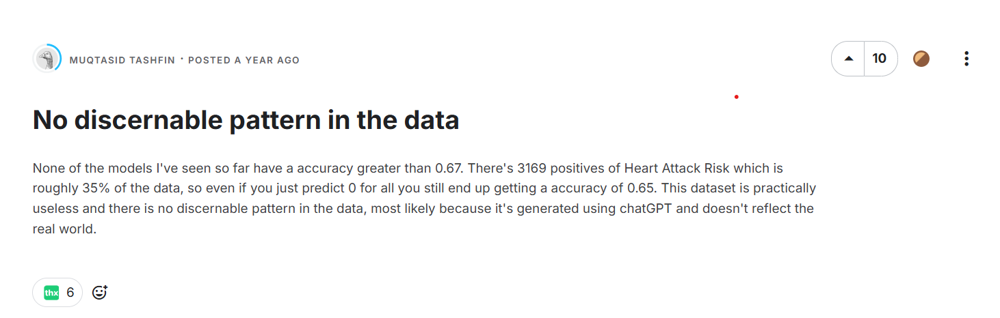 MUQTASID TASHFIN · POSTED A YEAR AGO
10
No discernable pattern in the data
None of the models I've seen so far have a accuracy greater than 0.67. There's 3169 positives of Heart Attack Risk which is
roughly 35% of the data, so even if you just predict 0 for all you still end up getting a accuracy of 0.65. This dataset is practically
useless and there is no discernable pattern in the data, most likely because it's generated using chatGPT and doesn't reflect the
real world.
thx 6